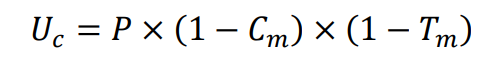 U_c = P × (1 − C_m) × (1 − T_m)